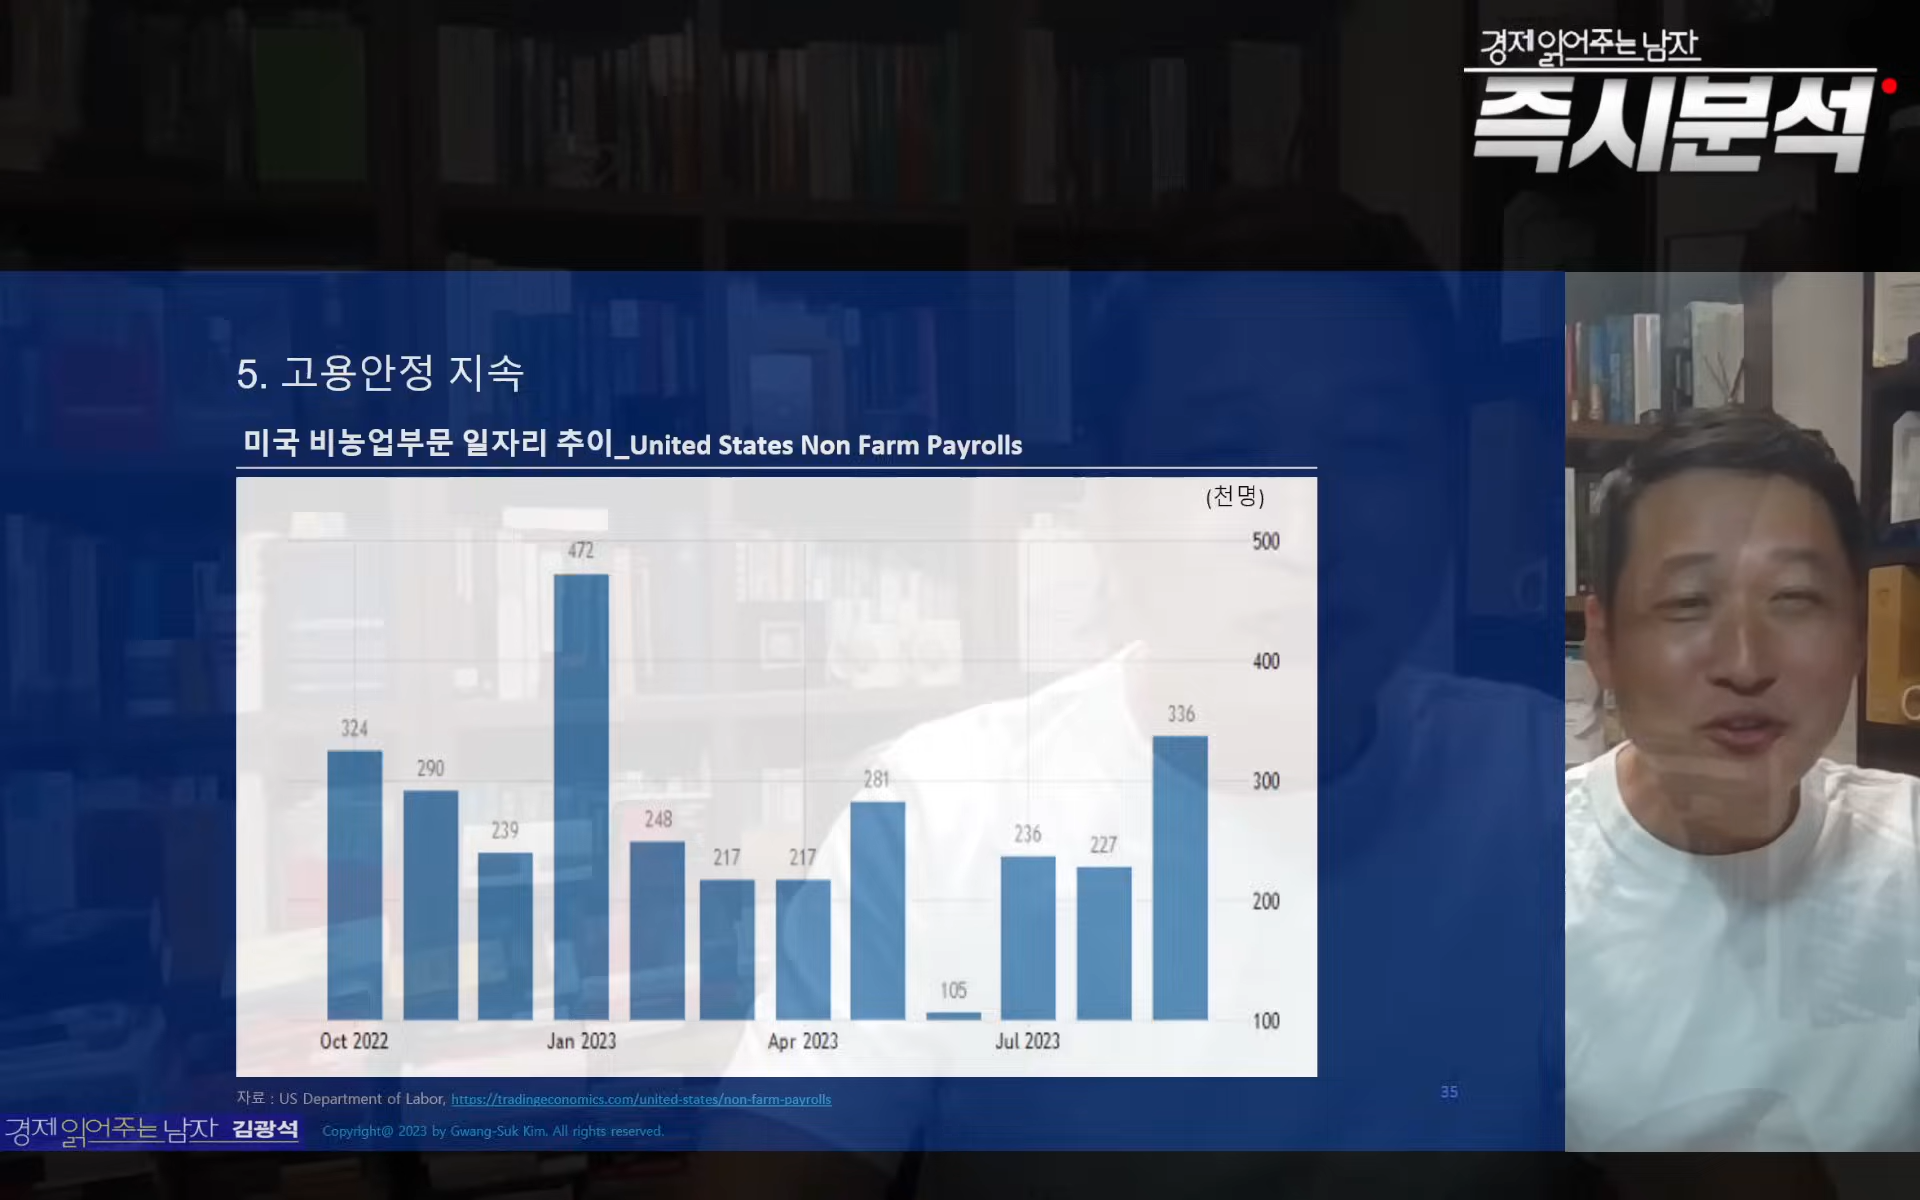 경제 읽어주는 남자
즉시분석
5. 고용안정 지속
미국 비농업부문 일자리 추이_United States Non Farm Payrolls
(천명)
500
400
300
200
100
324
290
239
472
248
217
217
281
105
236
227
336
Oct 2022
Jan 2023
Apr 2023
Jul 2023
자료 : US Department of Labor, https://tradingeconomics.com/united-states/non-farm-payrolls
35
경제 읽어주는 남자 김광석
Copyright@ 2023 by Gwang-Suk Kim. All rights reserved.